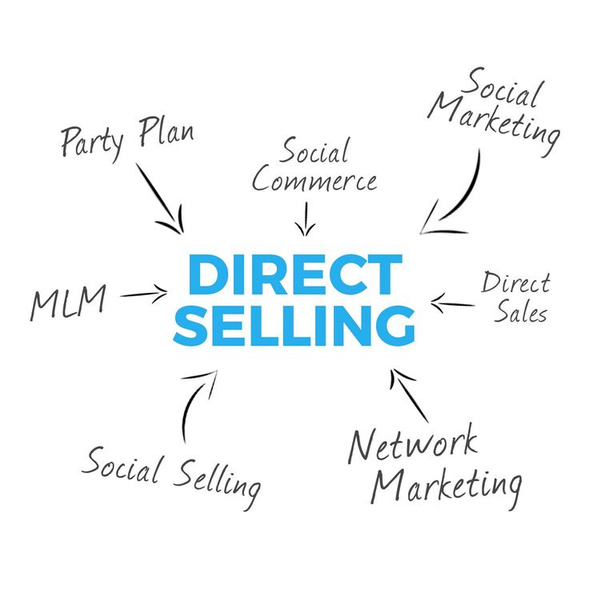 Social
Marketing
Party Plan
Social
Commerce
DIRECT
SELLING
MLM
Direct
Sales
Social Selling
Network
Marketing